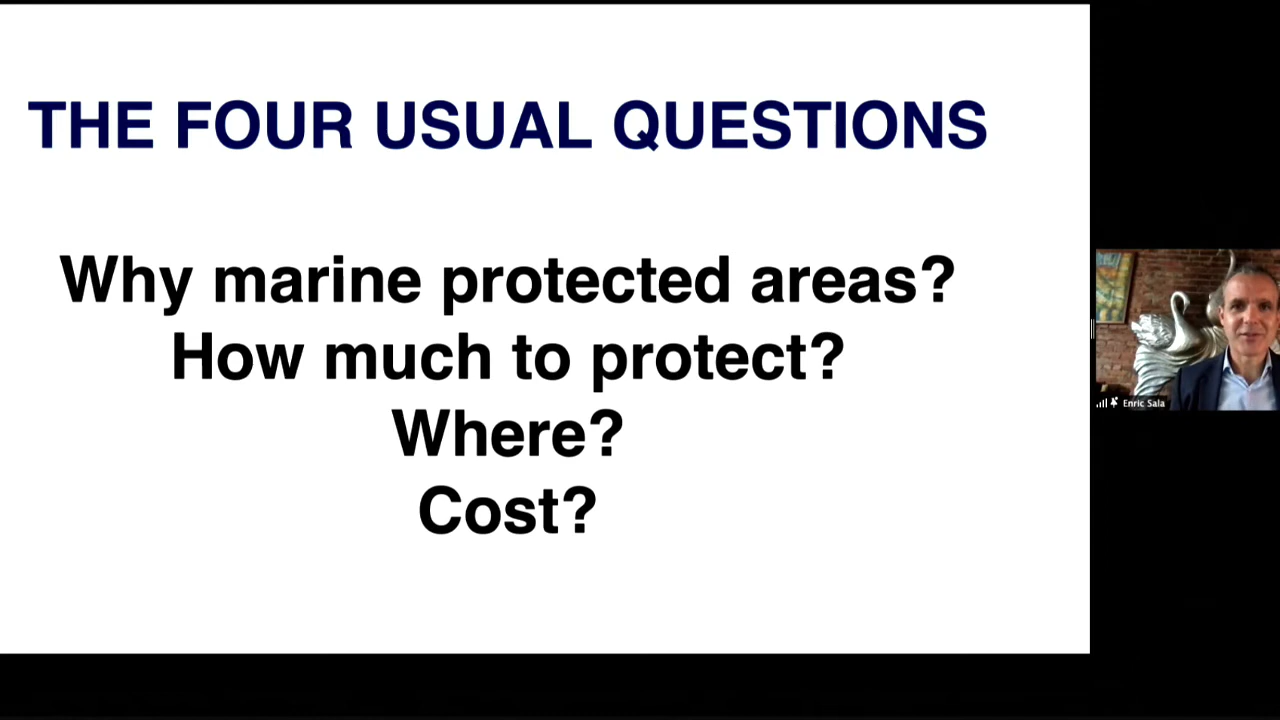 THE FOUR USUAL QUESTIONS
Why marine protected areas?
How much to protect?
Where?
Cost?
Enric Sala